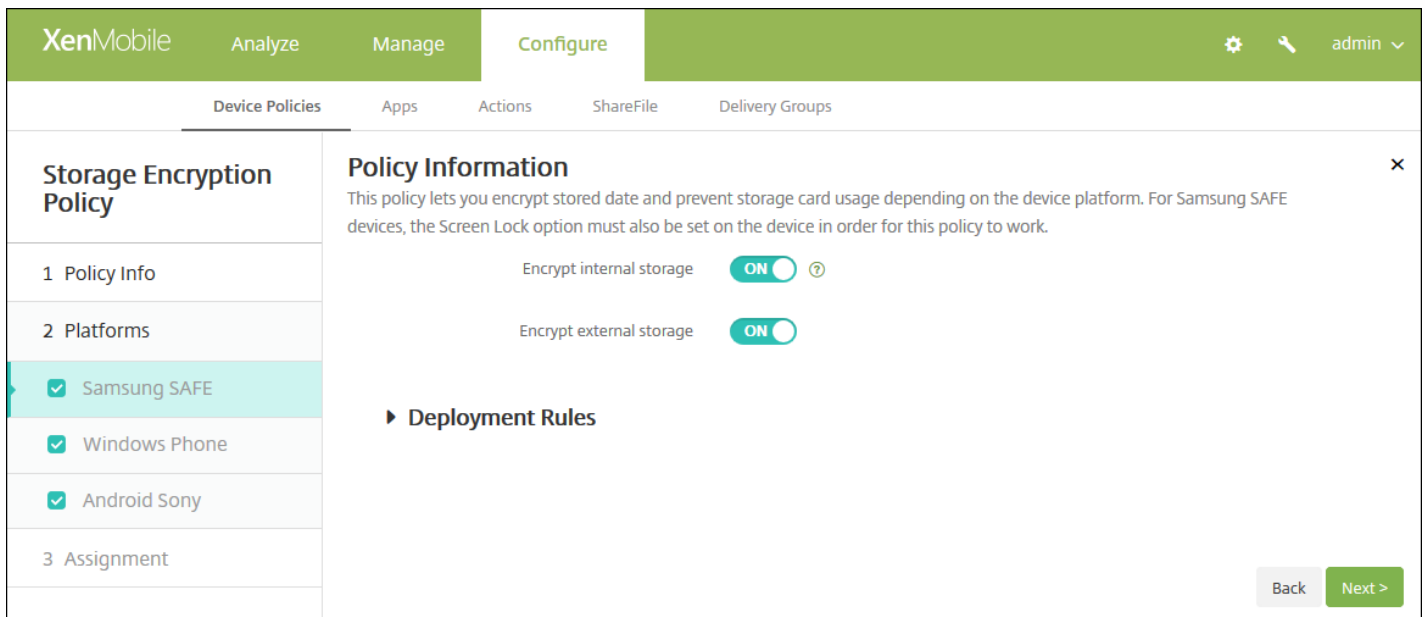 XenMobile Analyze Manage Configure admin
Device Policies Apps Actions ShareFile Delivery Groups
Storage Encryption
Policy
1 Policy Info
2 Platforms
Samsung SAFE
Windows Phone
Android Sony
3 Assignment
Policy Information
This policy lets you encrypt stored date and prevent storage card usage depending on the device platform. For Samsung SAFE
devices, the Screen Lock option must also be set on the device in order for this policy to work.
Encrypt internal storage ON ?
Encrypt external storage ON
Deployment Rules
Back Next >